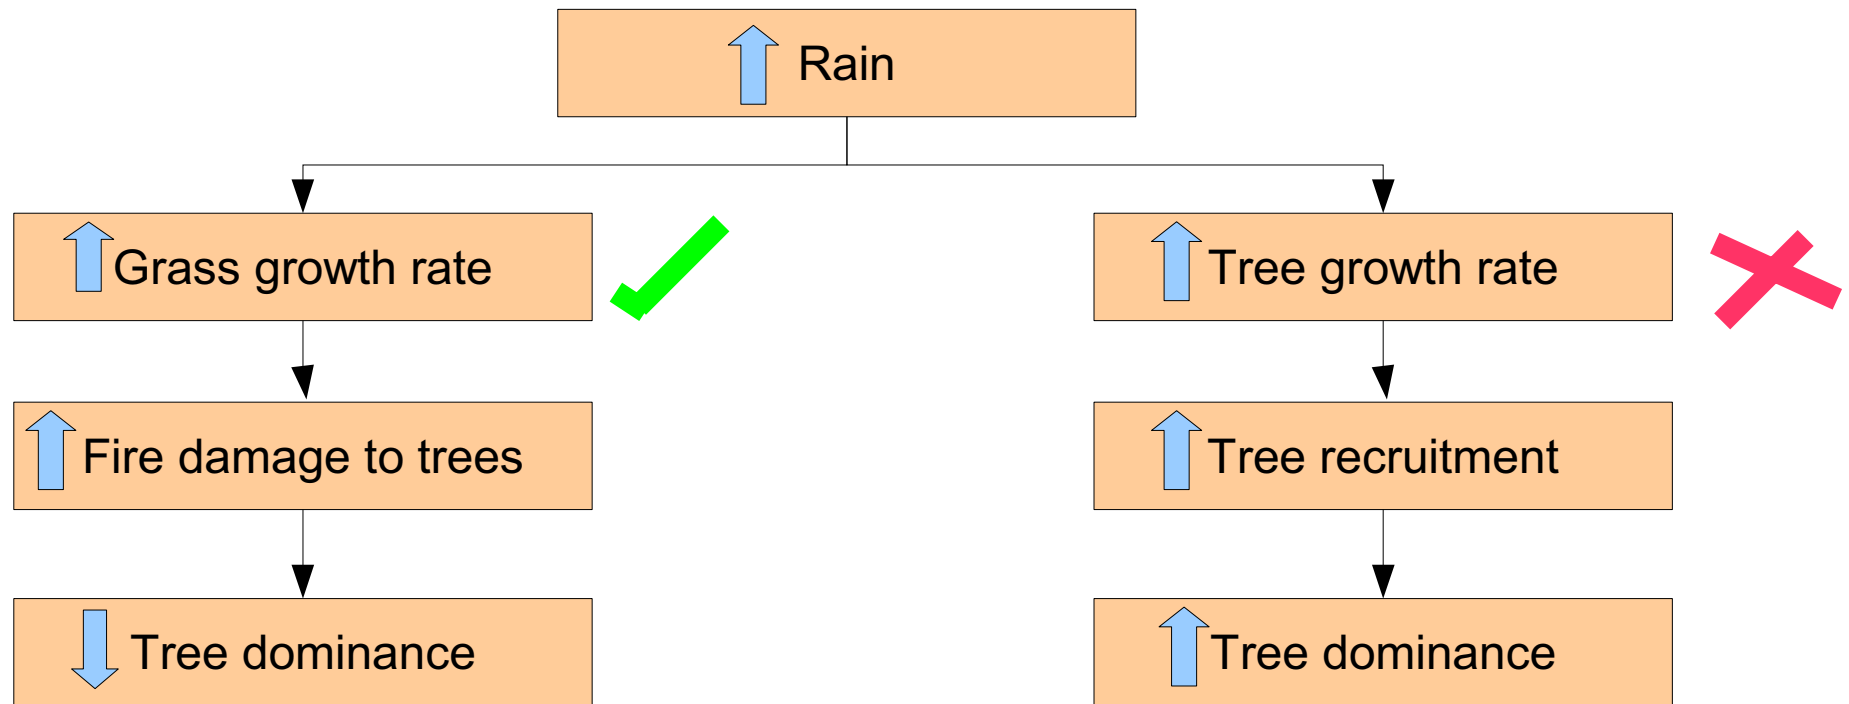 Rain
Grass growth rate
Tree growth rate
Fire damage to trees
Tree recruitment
Tree dominance
Tree dominance